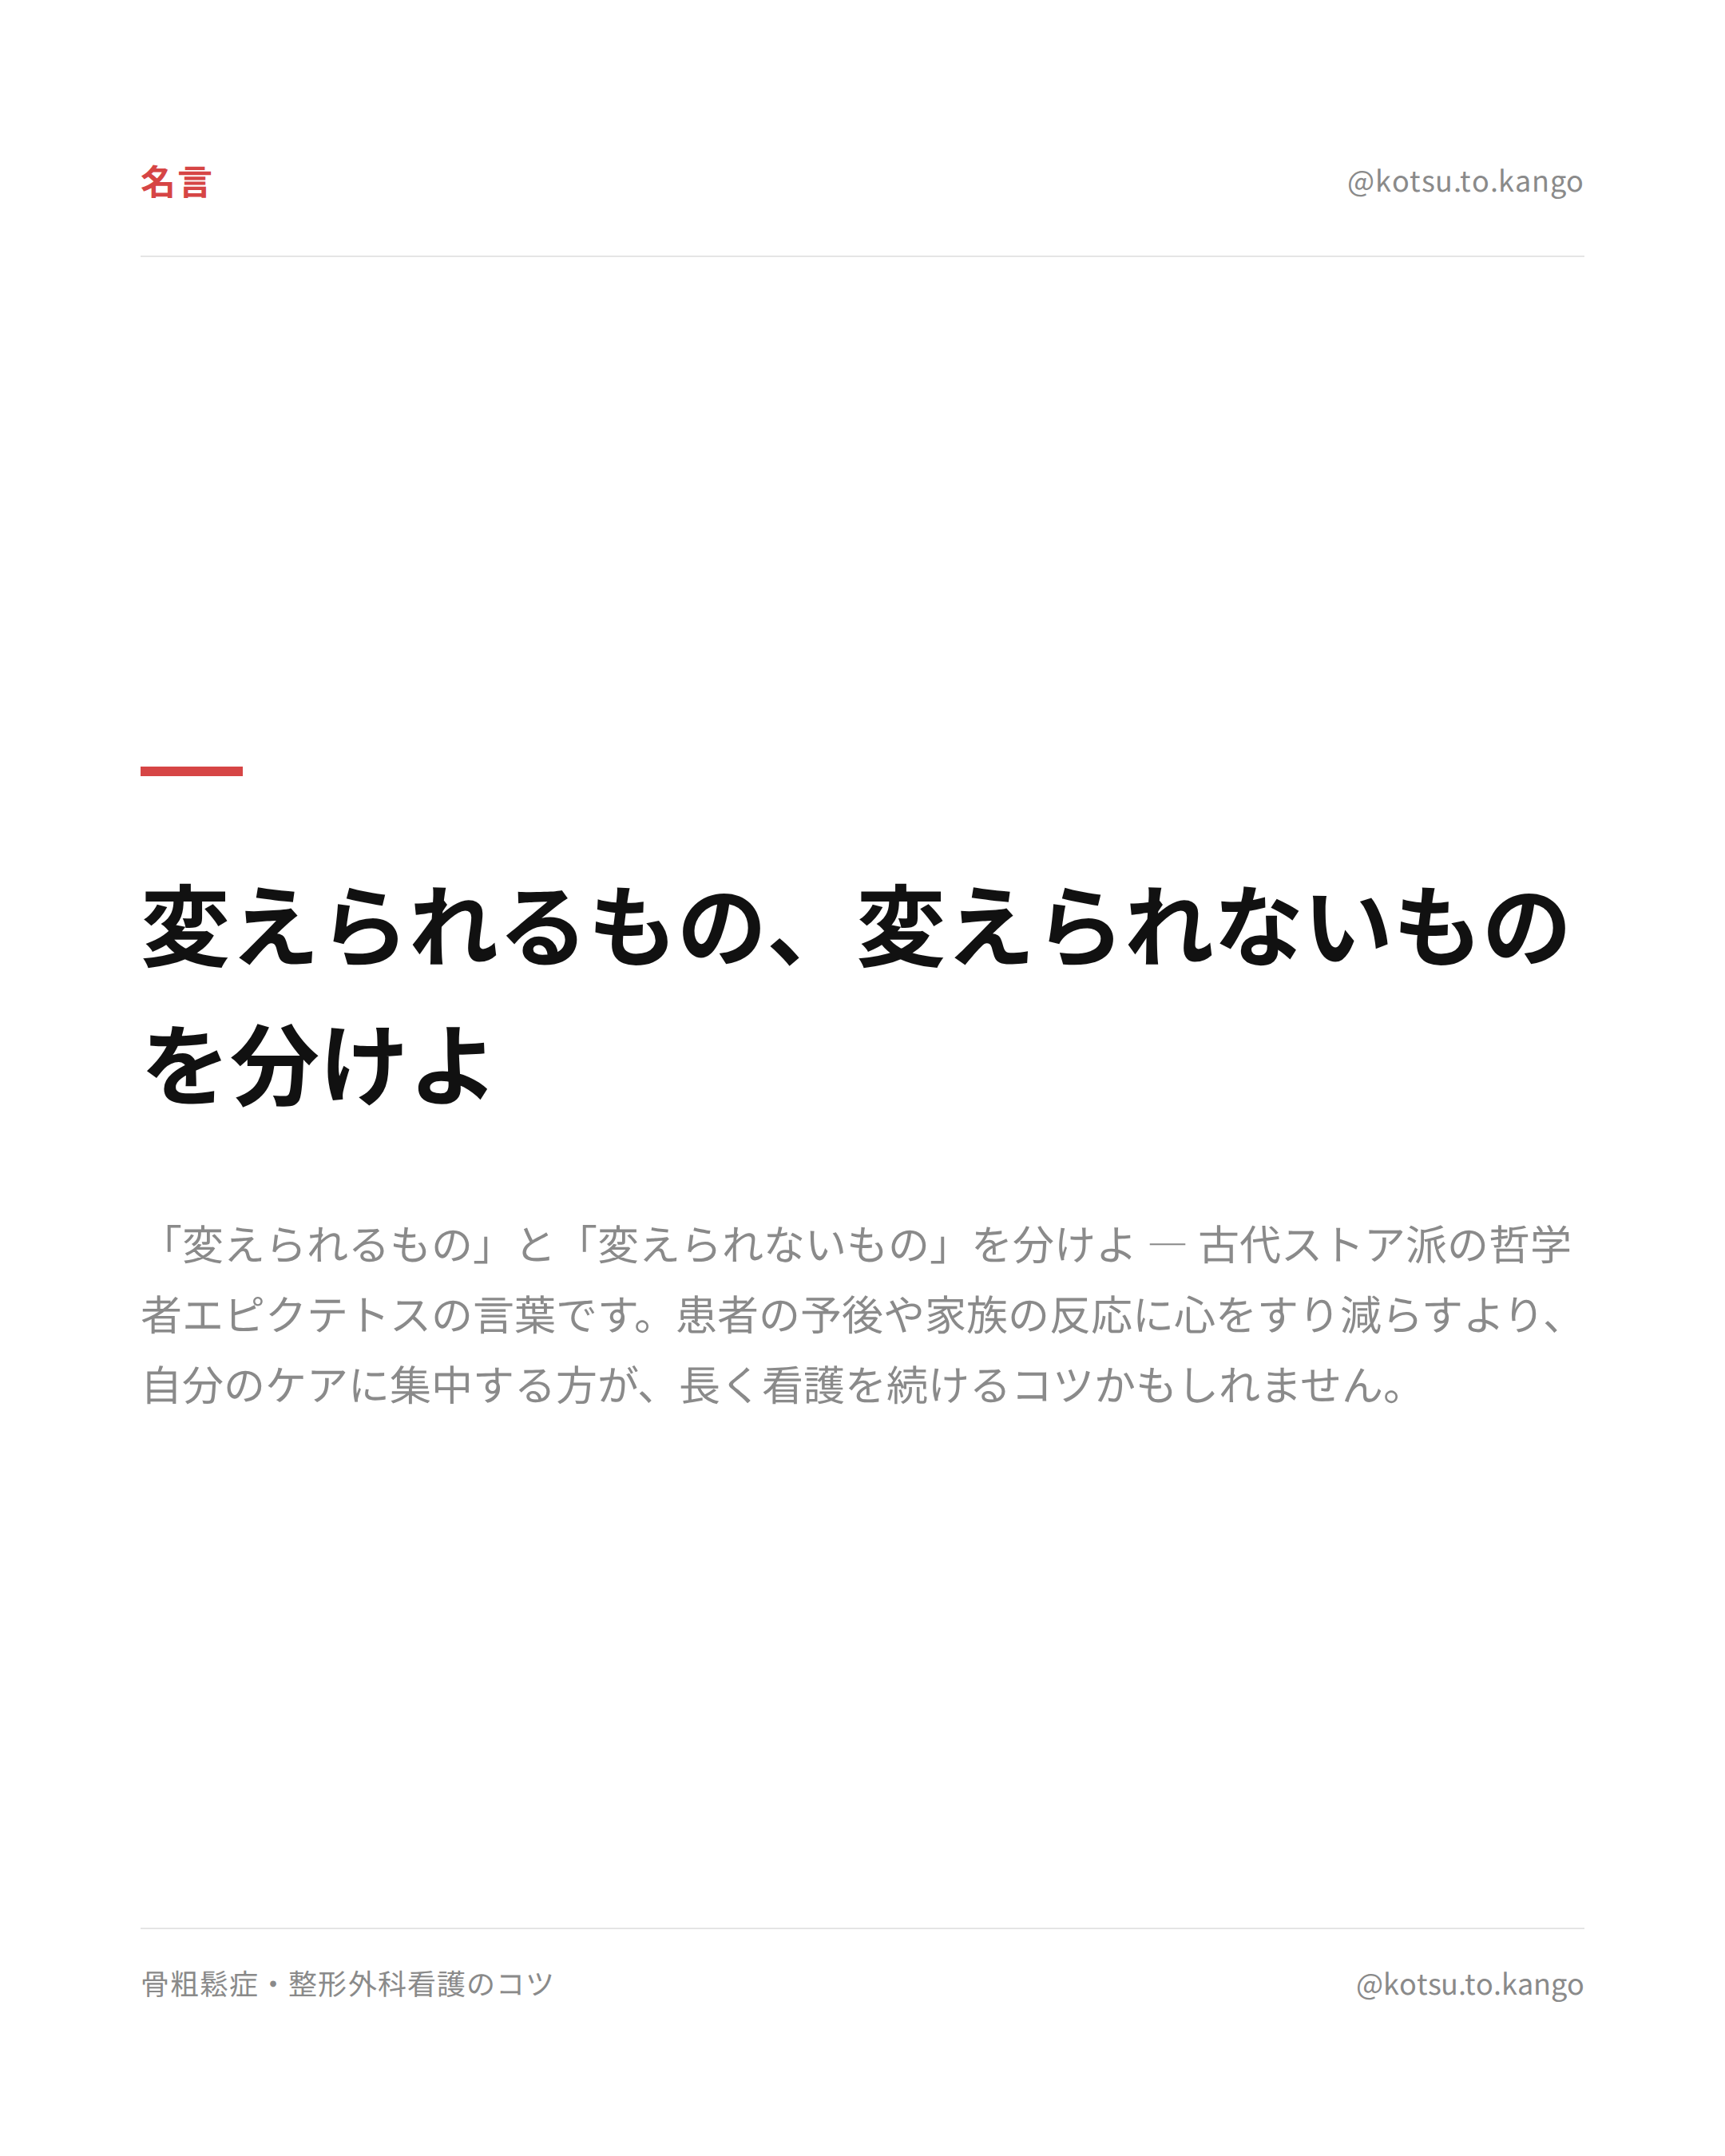 名言
@kotsu.to.kango
変えられるもの、変えられないもの
を分けよ
「変えられるもの」と「変えられないもの」を分けよ — 古代ストア派の哲学
者エピクテトスの言葉です。患者の予後や家族の反応に心をすり減らすより、
自分のケアに集中する方が、長く看護を続けるコツかもしれません。
骨粗鬆症・整形外科看護のコツ
@kotsu.to.kango